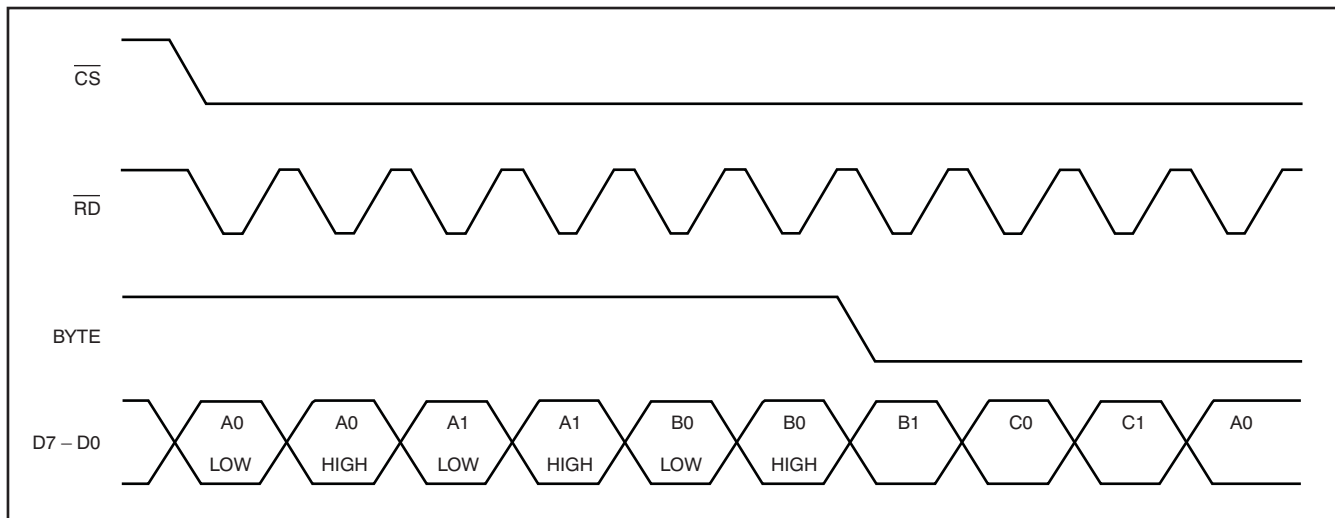 CS
RD
BYTE
D7 – D0
A0 A0 A1 A1 B0 B0 B1 C0 C1 A0
LOW HIGH LOW HIGH LOW HIGH